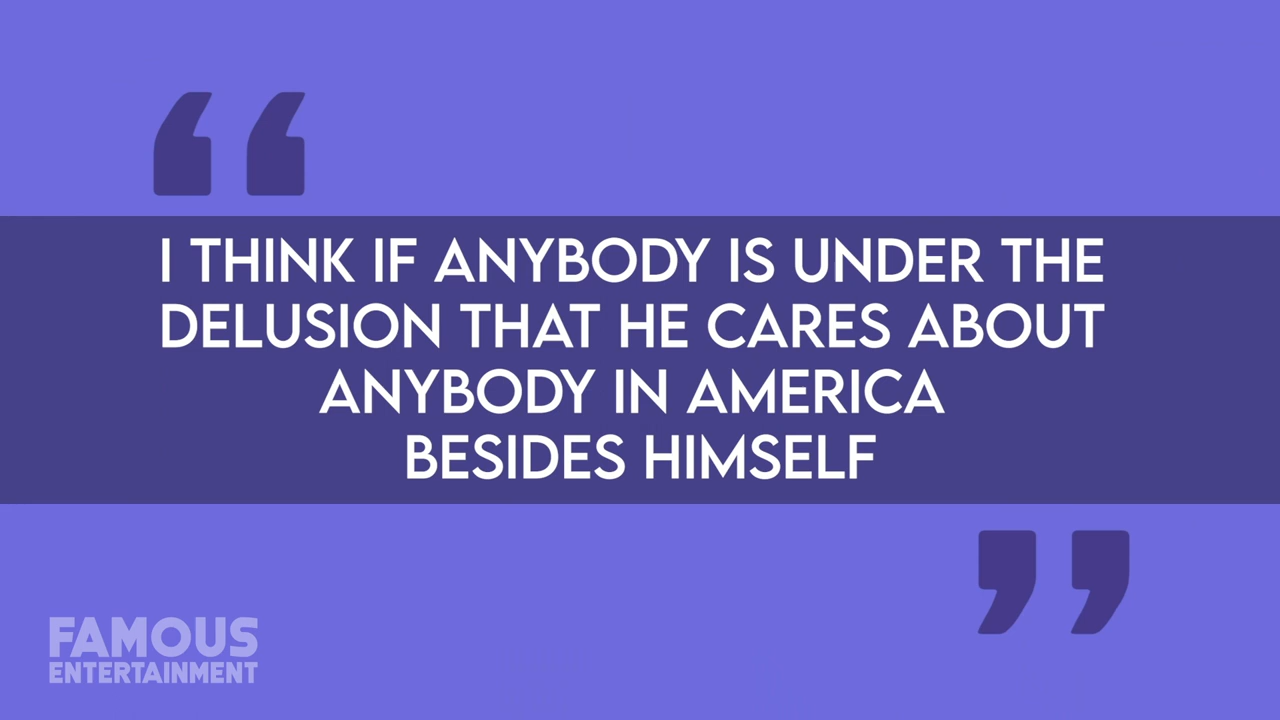 I THINK IF ANYBODY IS UNDER THE
DELUSION THAT HE CARES ABOUT
ANYBODY IN AMERICA
BESIDES HIMSELF
FAMOUS
ENTERTAINMENT